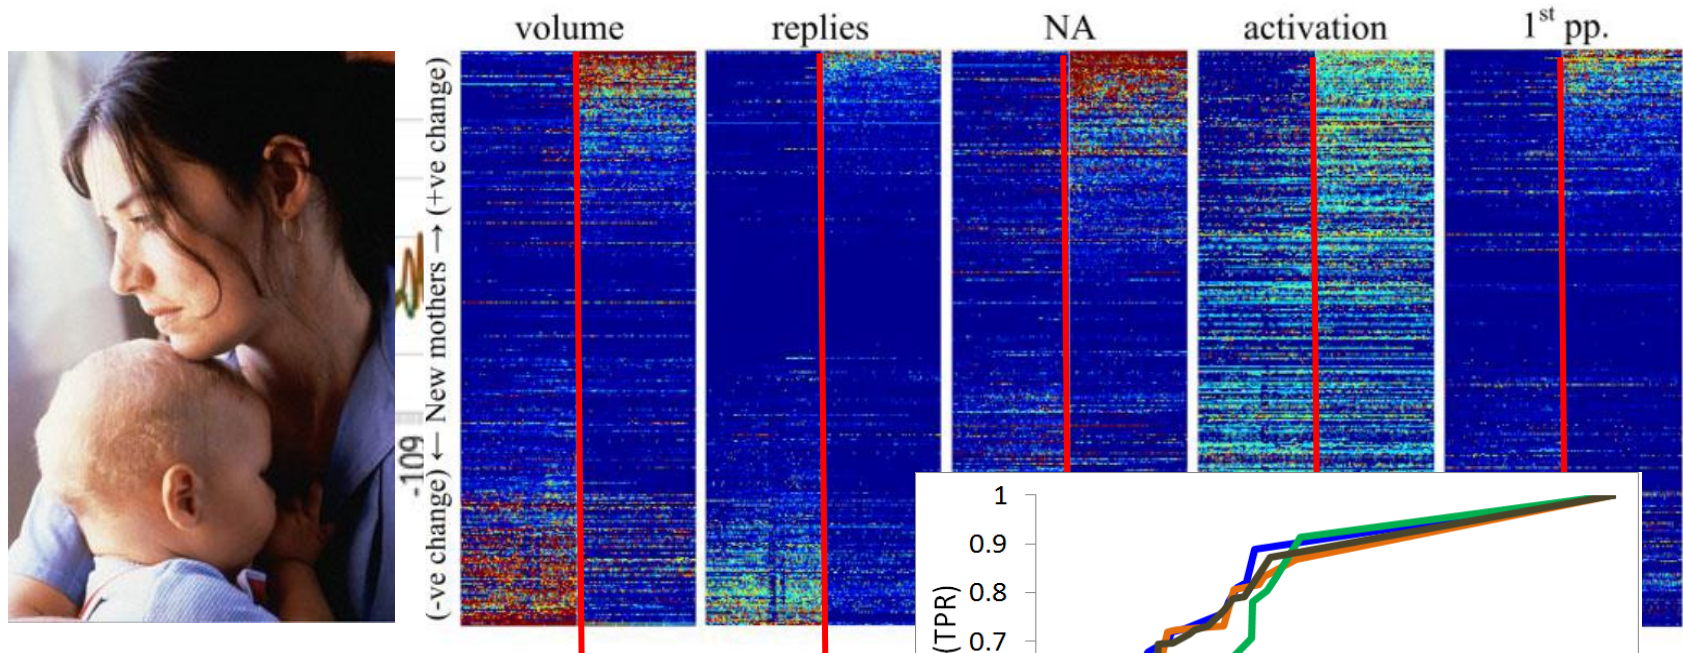 volume
replies
NA
activation
1st pp.
(-ve change) ← New mothers → (+ve change)
-109
1
0.9
0.8
0.7
(TPR)